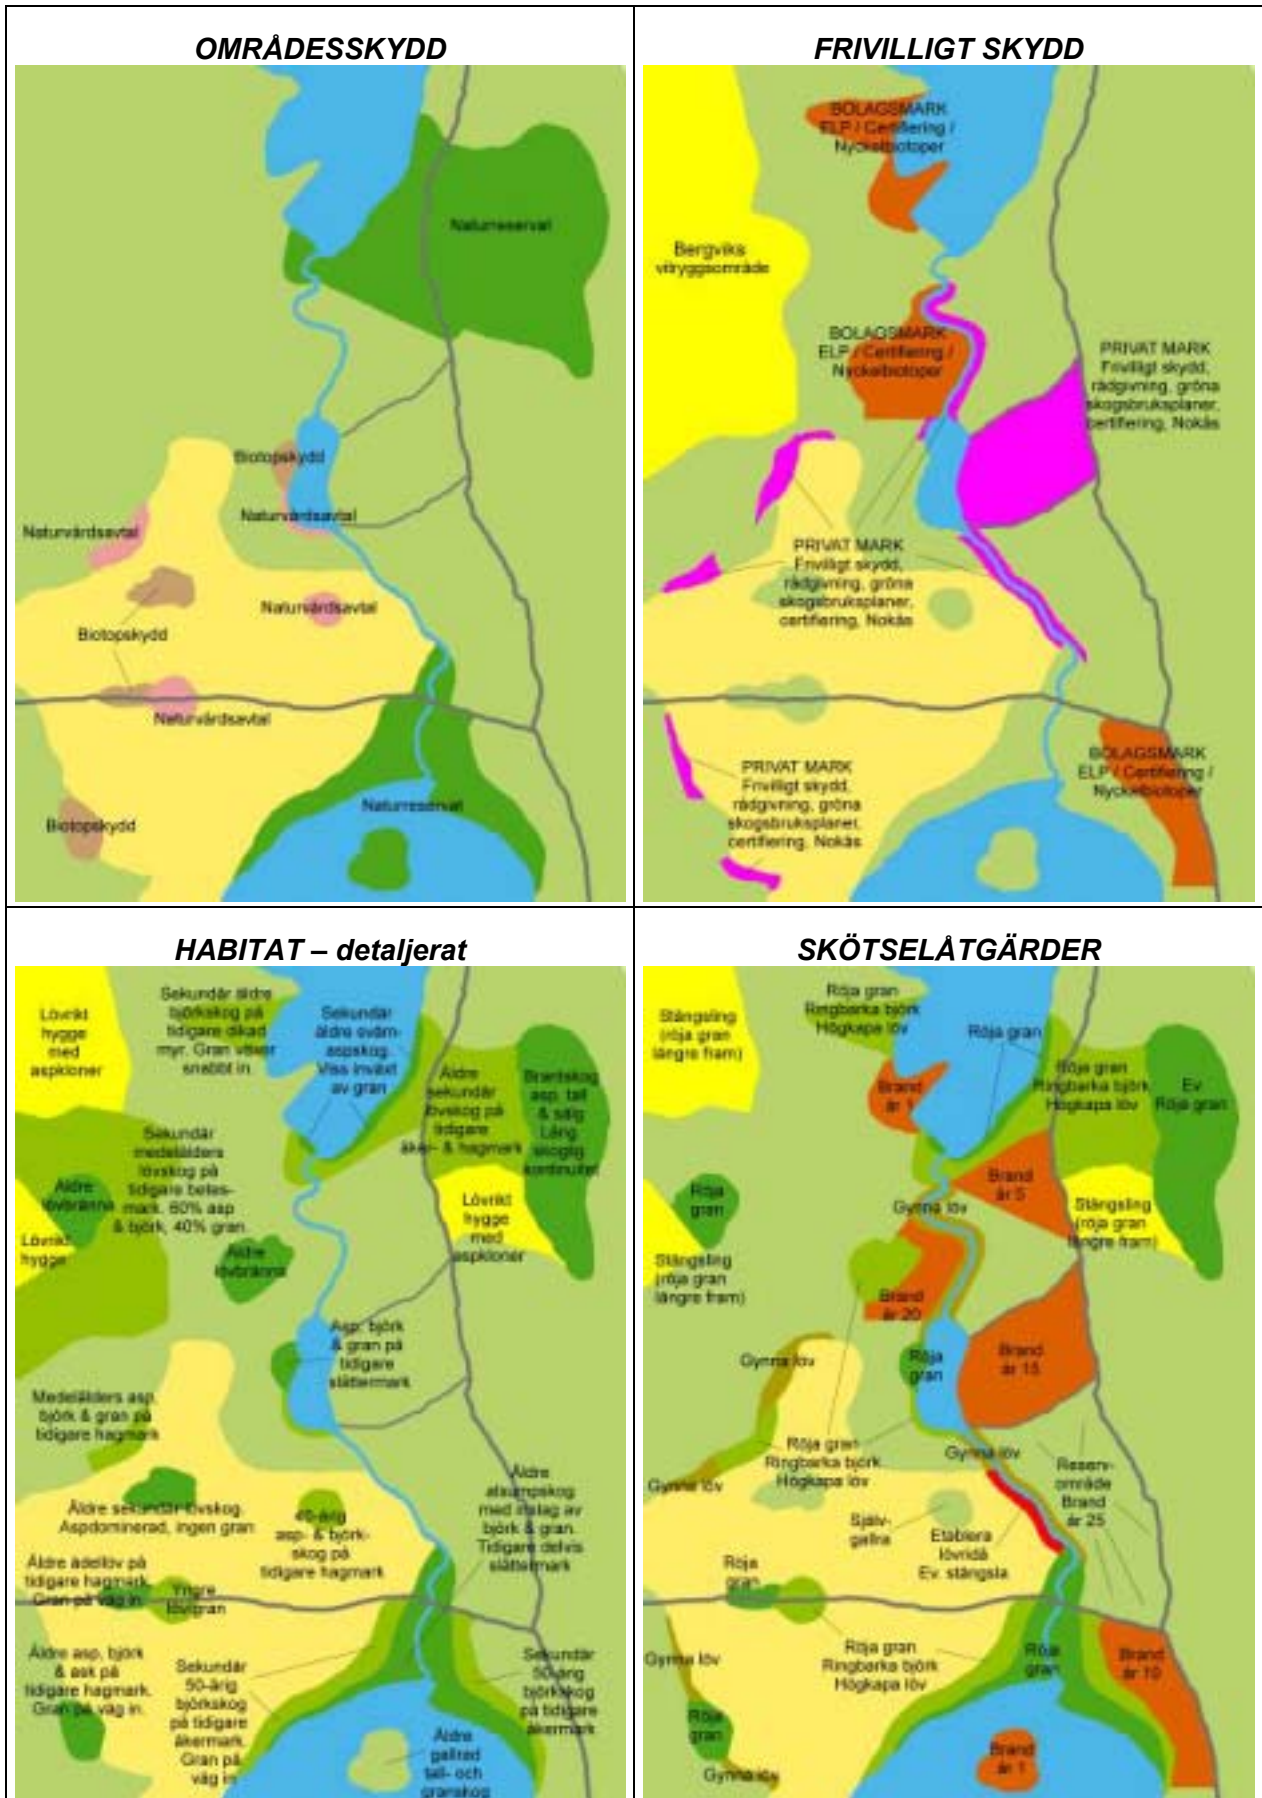 OMRÅDESSKYDD
Naturreservat
Biotopskydd
Naturvårdsavtal
Naturvårdsavtal
Naturvårdsavtal
Biotopskydd
Naturvårdsavtal
Naturreservat
Biotopskydd
FRIVILLIGT SKYDD
BOLAGSMARK
ELP / Certifiering /
Nyckelbiotoper
Bergviks
vitryggsområde
BOLAGSMARK
ELP / Certifiering /
Nyckelbiotoper
PRIVAT MARK
Frivilligt skydd,
rådgivning, gröna
skogsbruksplaner,
certifiering, Nokås
PRIVAT MARK
Frivilligt skydd,
rådgivning, gröna
skogsbruksplaner,
certifiering, Nokås
BOLAGSMARK
ELP / Certifiering /
Nyckelbiotoper
PRIVAT MARK
Frivilligt skydd,
rådgivning, gröna
skogsbruksplaner,
certifiering, Nokås
HABITAT – detaljerat
Lövrikt
hygge
med
aspkloner
Sekundär äldre
björkskog på
tidigare dikad
myr. Gran växer
snabbt in.
Sekundär
äldre sväm-
aspskog.
Viss inväxt
av gran
Äldre
sekundär
lövskog på
tidigare
åker- & hagmark
Brantskog
asp, tall
& sälg
Lång
skoglig
kontinuitet
Sekundär
medelålders
lövskog på
tidigare betes-
mark. 60% asp
& björk, 40% gran
Äldre
lövbränna
Lövrikt
hygge
Äldre
lövbränna
Lövrikt
hygge
med
aspkloner
Asp, björk
& gran på
tidigare
slåttermark
Medelålders asp,
björk & gran på
tidigare hagmark
Äldre sekundär lövskog.
Aspdominerad, ingen gran
40-årig
asp- & björk-
skog på
tidigare hagmark
Äldre
alsumpskog
med inslag av
björk & gran.
Tidigare delvis
slåttermark
Äldre ädellöv på
tidigare hagmark.
Gran på väg in.
Yngre
löv/gran
Äldre asp, björk
& ask på
tidigare hagmark.
Gran på väg in.
Sekundär
50-årig
björkskog
på tidigare
åkermark.
Gran på
väg in
Sekundär
50-årig
björkskog
på tidigare
åkermark
Äldre
gallrad
tall- och
granskog
SKÖTSELÅTGÄRDER
Stängsling
(röja gran
längre fram)
Röja gran
Ringbarka björk
Högkapa löv
Röja gran
Brand
år 1
Röja gran
Ringbarka björk
Högkapa löv
Ev.
Röja gran
Röja
gran
Brand
år 5
Gynna löv
Stängsling
(röja gran
längre fram)
Stängsling
(röja gran
längre fram)
Brand
år 20
Gynna löv
Röja
gran
Brand
år 15
Röja gran
Ringbarka björk
Högkapa löv
Gynna löv
Gynna löv
Reserv-
område
Brand
år 25
Själv-
gallra
Etablera
lövridå
Ev. stängsla
Röja
gran
Gynna löv
Röja gran
Ringbarka björk
Högkapa löv
Röja
gran
Brand
år 10
Röja
gran
Gynna löv
Brand
år 1